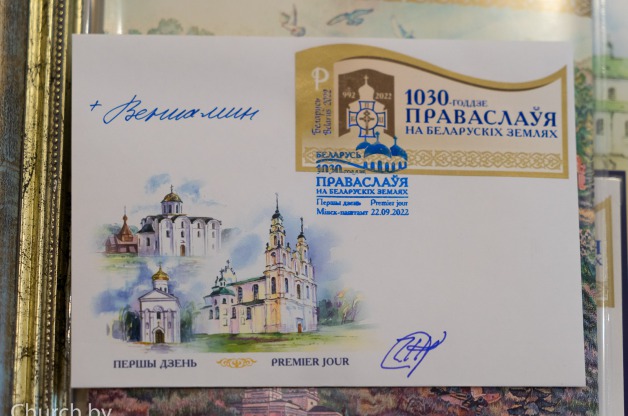 + Вениамин
Р
Беларусь
Belarus 2022
992 2022
1030-ГОДДЗЕ
ПРАВАСЛАЎЯ
НА БЕЛАРУСКІХ ЗЕМЛЯХ
БЕЛАРУСЬ
1030-ГОДДЗЕ
ПРАВАСЛАЎЯ
НА БЕЛАРУСКІХ ЗЕМЛЯХ
Першы дзень Premier jour
Мінск-паштамт 22.09.2022
ПЕРШЫ ДЗЕНЬ PREMIER JOUR
Church.by